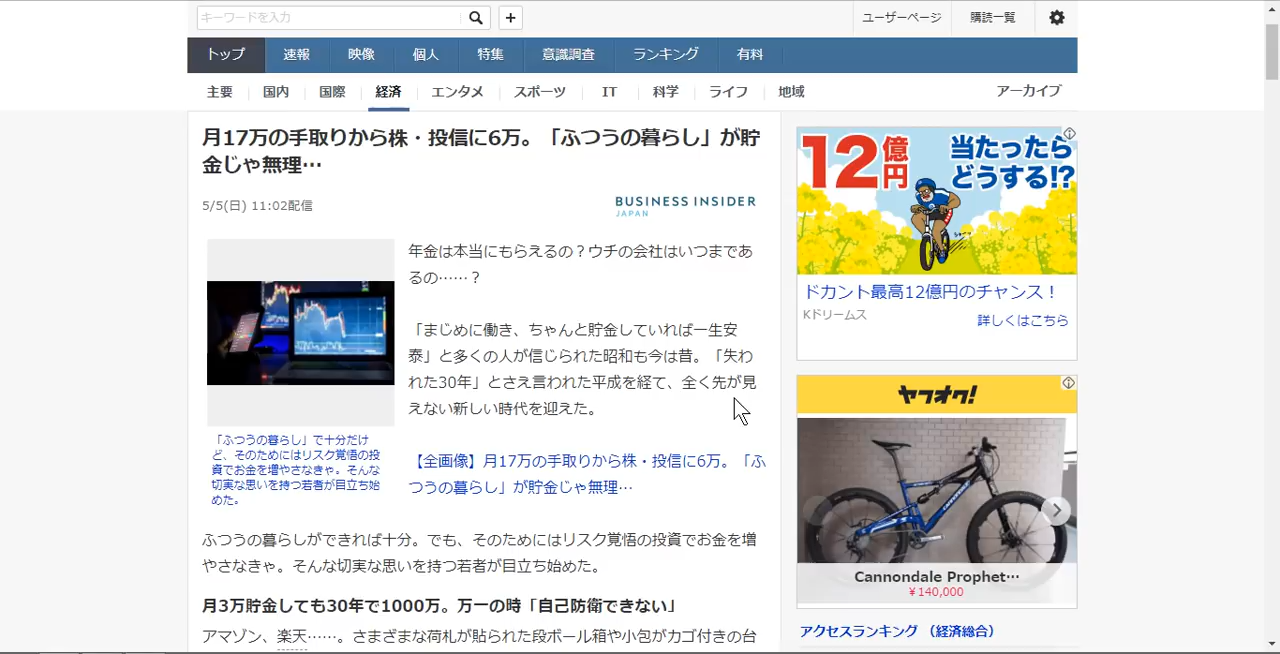 キーワードを入力
ユーザーページ
購読一覧
トップ
速報
映像
個人
特集
意識調査
ランキング
有料
主要
国内
国際
経済
エンタメ
スポーツ
IT
科学
ライフ
地域
アーカイブ
月17万の手取りから株・投信に6万。「ふつうの暮らし」が貯
金じゃ無理…
5/5(日) 11:02配信
BUSINESS INSIDER
JAPAN
年金は本当にもらえるの？ウチの会社はいつまであ
るの……？
「まじめに働き、ちゃんと貯金していれば一生安
泰」と多くの人が信じられた昭和も今は昔。「失わ
れた30年」とさえ言われた平成を経て、全く先が見
えない新しい時代を迎えた。
「ふつうの暮らし」で十分だけ
ど、そのためにはリスク覚悟の投
資でお金を増やさなきゃ。そんな
切実な思いを持つ若者が目立ち始
めた。
【全画像】月17万の手取りから株・投信に6万。「ふ
つうの暮らし」が貯金じゃ無理…
ふつうの暮らしができれば十分。でも、そのためにはリスク覚悟の投資でお金を増
やさなきゃ。そんな切実な思いを持つ若者が目立ち始めた。
月3万貯金しても30年で1000万。万一の時「自己防衛できない」
アマゾン、楽天……。さまざまな荷札が貼られた段ボール箱や小包がカゴ付きの台
12億円
当たったら
どうする!?
ドカント最高12億円のチャンス！
Kドリームス
詳しくはこちら
ヤフオク!
Cannondale Prophet…
￥140,000
アクセスランキング （経済総合）